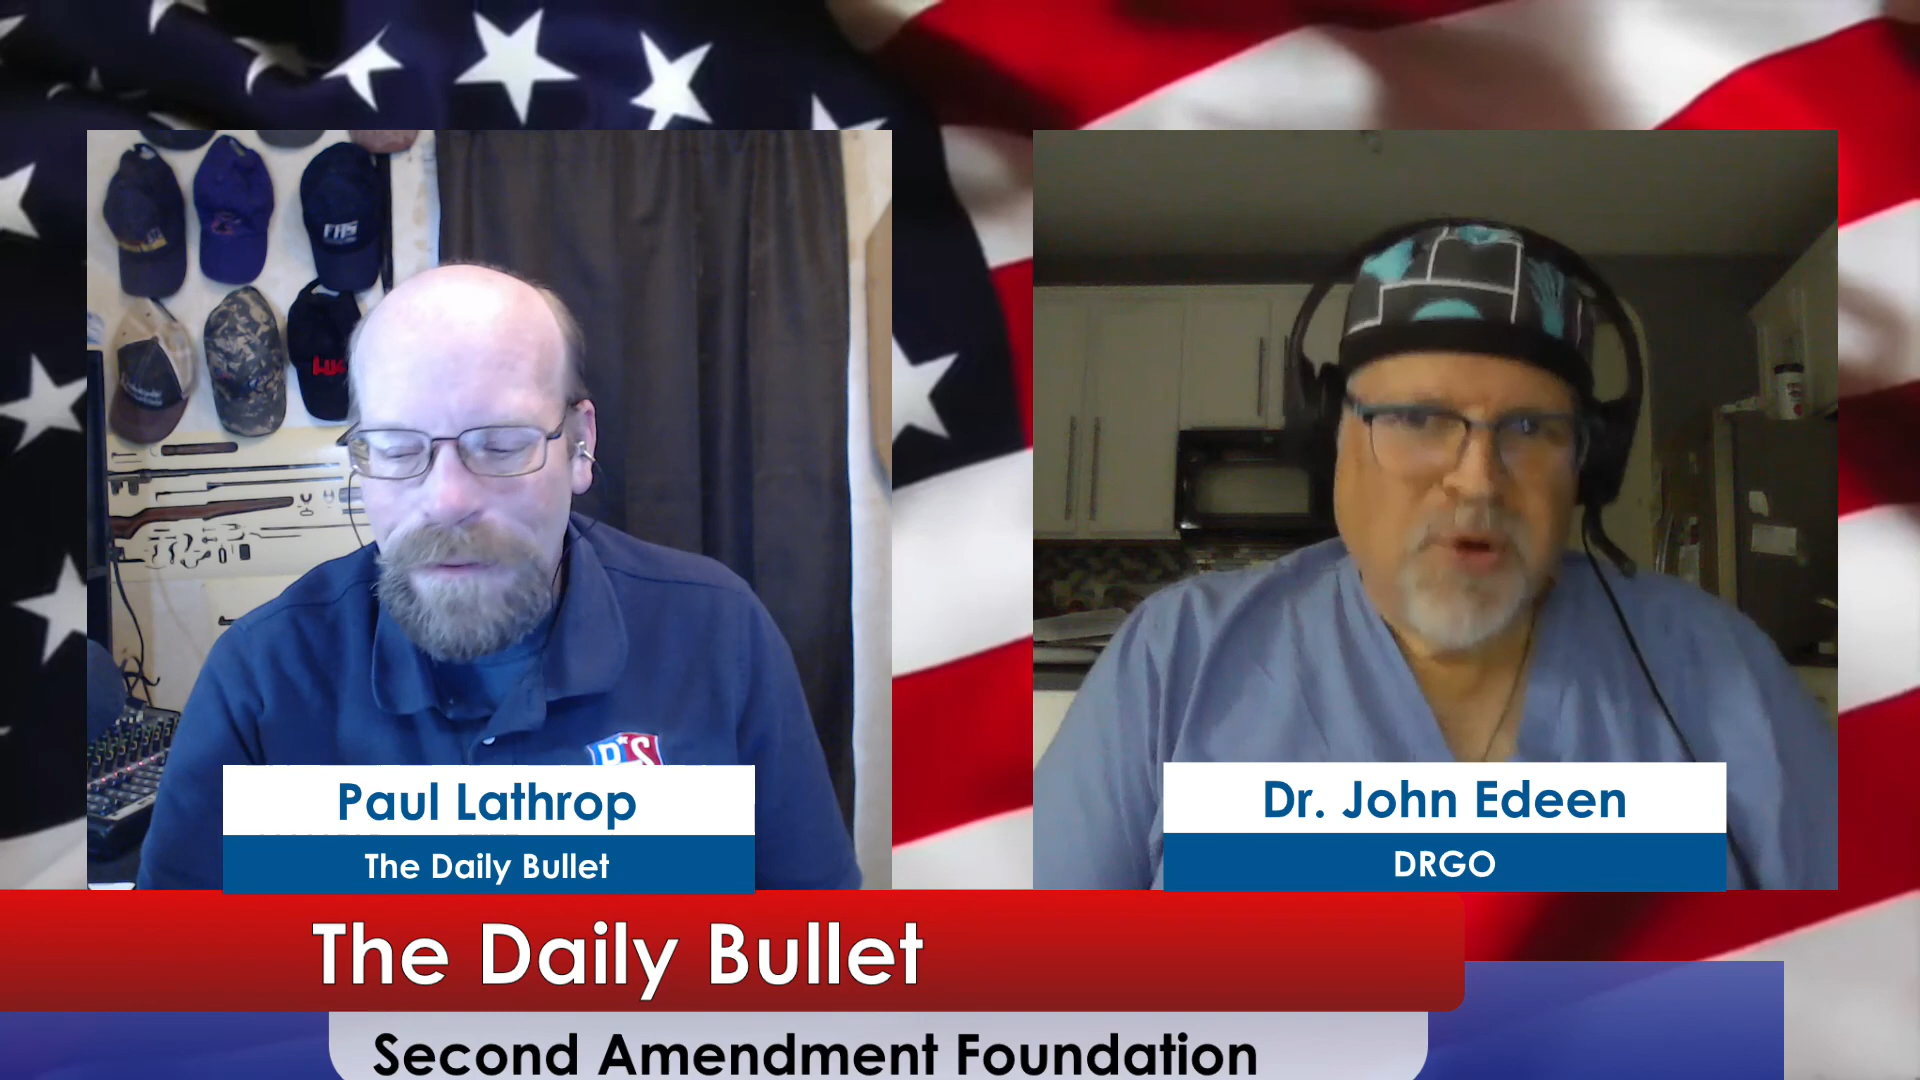 Paul Lathrop
The Daily Bullet
Dr. John Edeen
DRGO
The Daily Bullet
Second Amendment Foundation